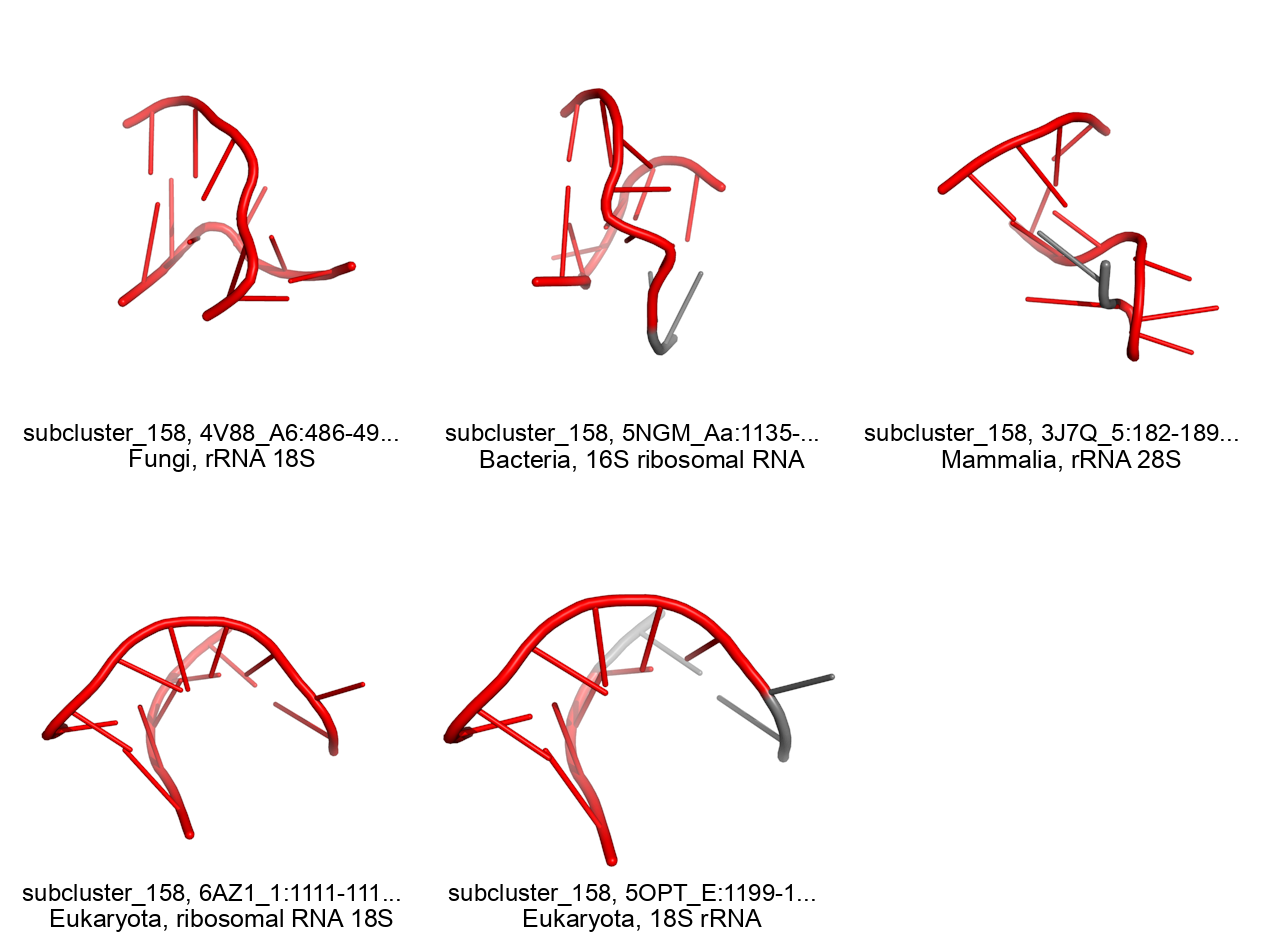 subcluster_158, 4V88_A6:486-49...
Fungi, rRNA 18S
subcluster_158, 5NGM_Aa:1135-...
Bacteria, 16S ribosomal RNA
subcluster_158, 3J7Q_5:182-189...
Mammalia, rRNA 28S
subcluster_158, 6AZ1_1:1111-111...
Eukaryota, ribosomal RNA 18S
subcluster_158, 5OPT_E:1199-1...
Eukaryota, 18S rRNA